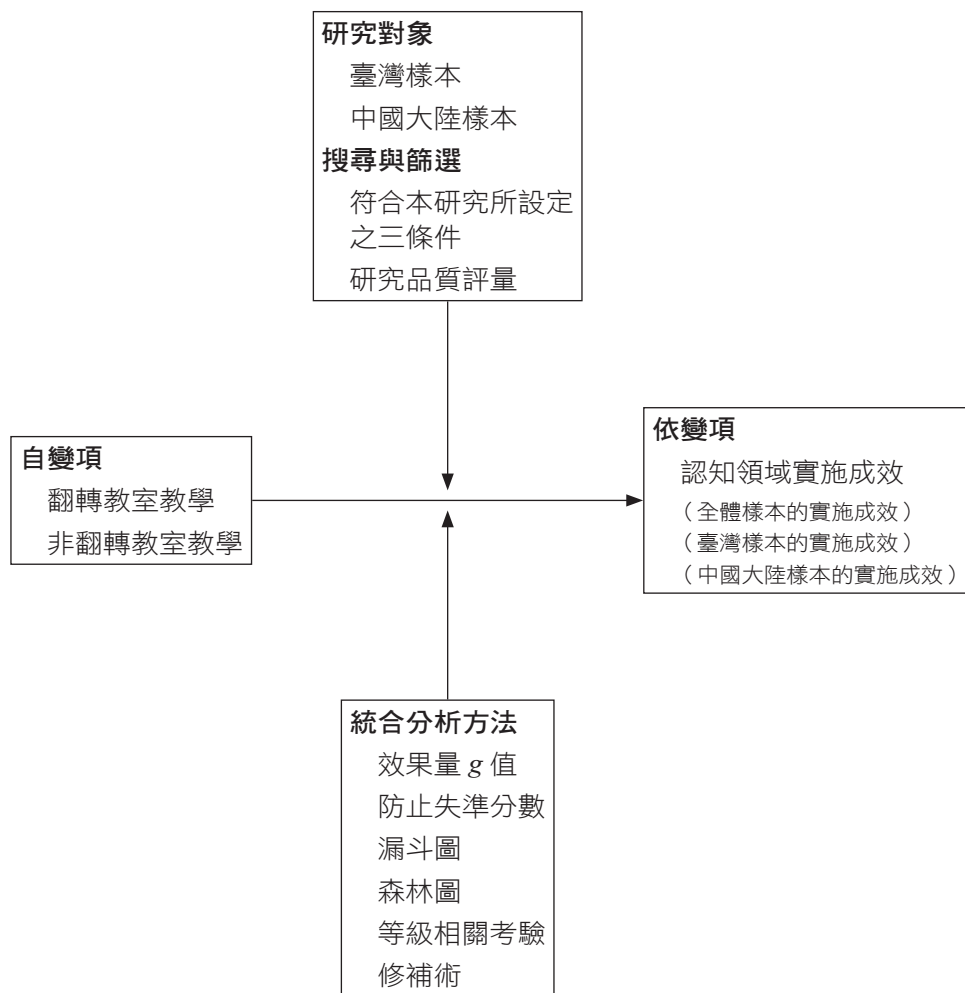 研究對象
臺灣樣本
中國大陸樣本
搜尋與篩選
符合本研究所設定
之三條件
研究品質評量
自變項
翻轉教室教學
非翻轉教室教學
依變項
認知領域實施成效
（全體樣本的實施成效）
（臺灣樣本的實施成效）
（中國大陸樣本的實施成效）
統合分析方法
效果量 g 值
防止失準分數
漏斗圖
森林圖
等級相關考驗
修補術